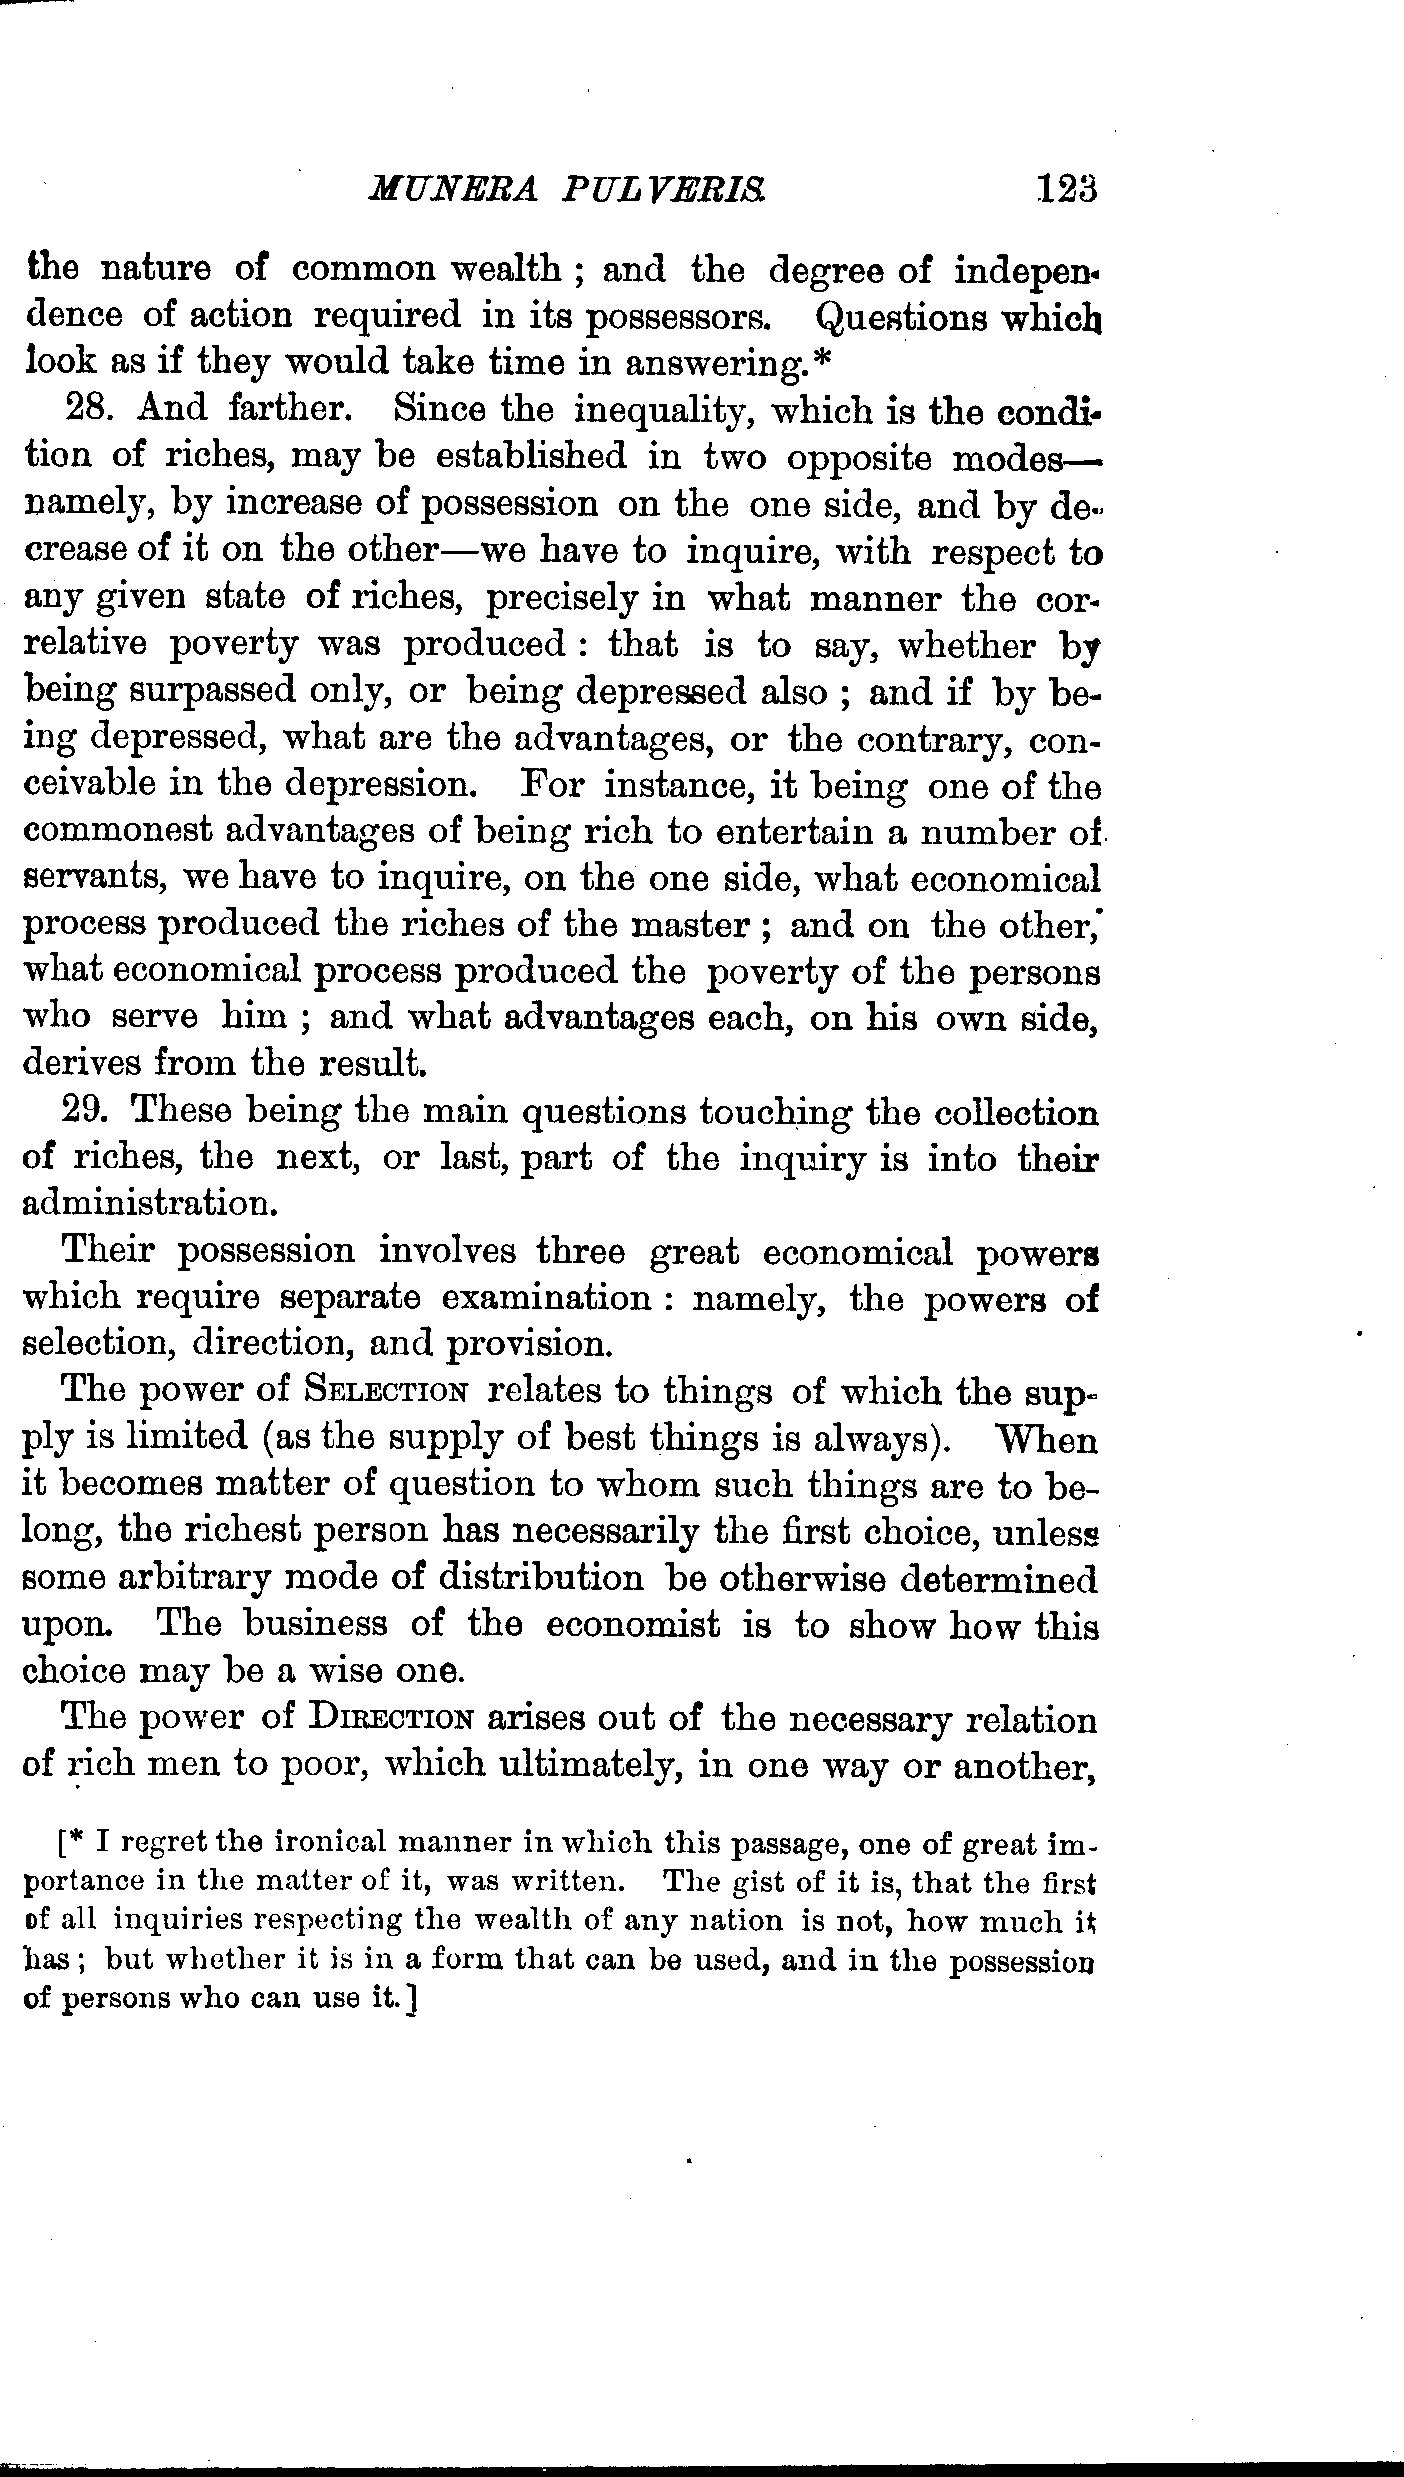 MUNERA PULVERIS. 123
the nature of common wealth ; and the degree of indepen-
dence of action required in its possessors. Questions which
look as if they would take time in answering.*
28. And farther. Since the inequality, which is the condi-
tion of riches, may be established in two opposite modes—
namely, by increase of possession on the one side, and by de-
crease of it on the other—we have to inquire, with respect to
any given state of riches, precisely in what manner the cor-
relative poverty was produced : that is to say, whether by
being surpassed only, or being depressed also ; and if by be-
ing depressed, what are the advantages, or the contrary, con-
ceivable in the depression. For instance, it being one of the
commonest advantages of being rich to entertain a number of
servants, we have to inquire, on the one side, what economical
process produced the riches of the master ; and on the other,
what economical process produced the poverty of the persons
who serve him ; and what advantages each, on his own side,
derives from the result.
29. These being the main questions touching the collection
of riches, the next, or last, part of the inquiry is into their
administration.
Their possession involves three great economical powers
which require separate examination : namely, the powers of
selection, direction, and provision.
The power of SELECTION relates to things of which the sup-
ply is limited (as the supply of best things is always). When
it becomes matter of question to whom such things are to be-
long, the richest person has necessarily the first choice, unless
some arbitrary mode of distribution be otherwise determined
upon. The business of the economist is to show how this
choice may be a wise one.
The power of DIRECTION arises out of the necessary relation
of rich men to poor, which ultimately, in one way or another,
[* I regret the ironical manner in which this passage, one of great im-
portance in the matter of it, was written. The gist of it is, that the first
of all inquiries respecting the wealth of any nation is not, how much it
has ; but whether it is in a form that can be used, and in the possession
of persons who can use it.]